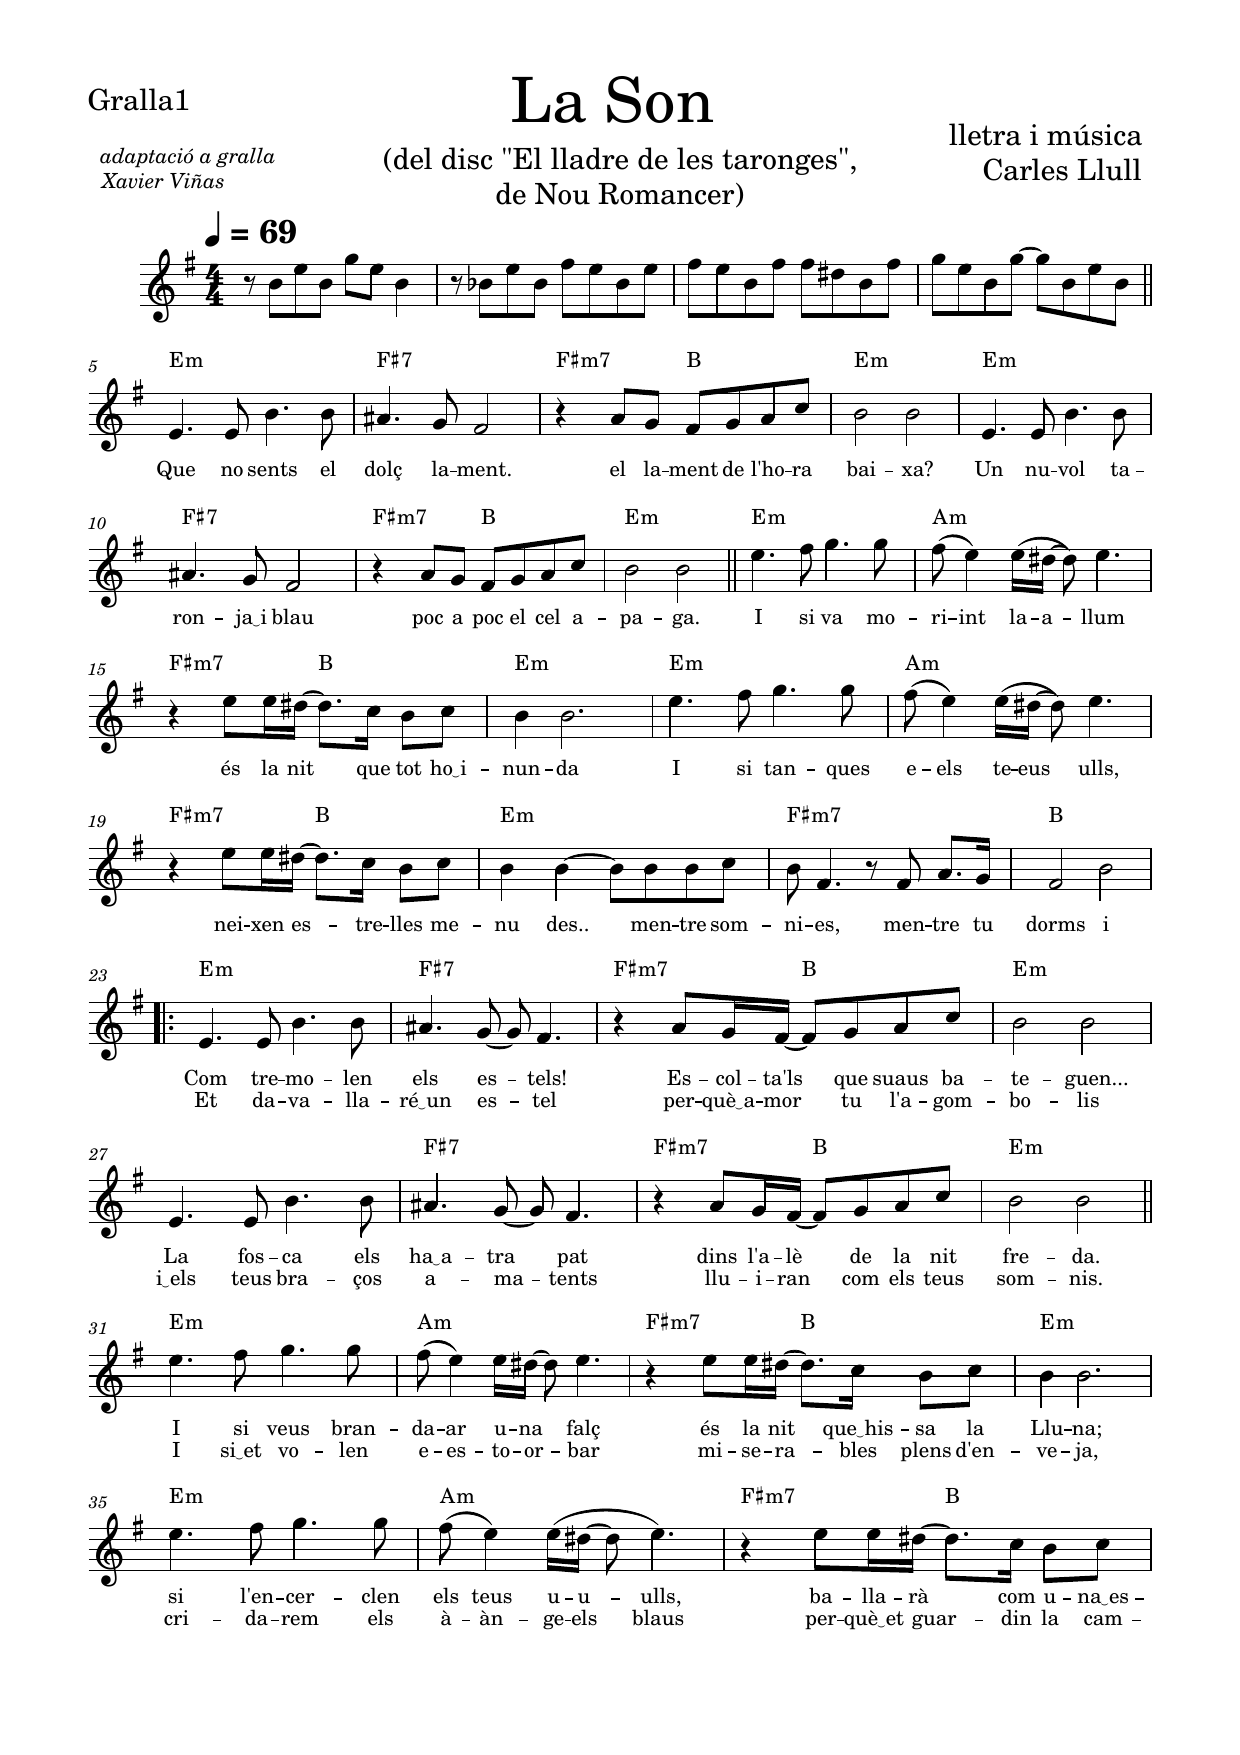 La Son
Gralla1
lletra i música
adaptació a gralla
(del disc "El lladre de les taronges",
Carles Llull
Xavier Viñas
de Nou Romancer)
= 69
5 Em F♯7 F♯m7 B Em Em
Que no sents el dolç la – ment. el la – ment de l'ho – ra bai – xa? Un nu – vol ta –
10 F♯7 F♯m7 B Em Em Am
ron – ja‿i blau poc a poc el cel a – pa – ga. I si va mo – ri – int la – a – llum
15 F♯m7 B Em Em Am
és la nit que tot ho‿i – nun – da I si tan – ques e – els te – eus ulls,
19 F♯m7 B Em F♯m7 B
nei – xen es – tre – lles me – nu des.. men – tre som – ni – es, men – tre tu dorms i
23 Em F♯7 F♯m7 B Em
Com tre – mo – len els es – tels! Es – col – ta'ls que suaus ba – te – guen...
Et da – va – lla – ré‿un es – tel per – què‿a – mor tu l'a – gom – bo – lis
27 F♯7 F♯m7 B Em
La fos – ca els ha‿a – tra pat dins l'a – lè de la nit fre – da.
i‿els teus bra – ços a – ma – tents llu – i – ran com els teus som – nis.
31 Em Am F♯m7 B Em
I si veus bran – da – ar u – na falç és la nit que‿his – sa la Llu – na;
I si‿et vo – len e – es – to – or – bar mi – se – ra – bles plens d'en – ve – ja,
35 Em Am F♯m7 B
si l'en – cer – clen els teus u – u – ulls, ba – lla – rà com u – na‿es –
cri – da – rem els à – àn – ge – els blaus per – què‿et guar – din la cam –